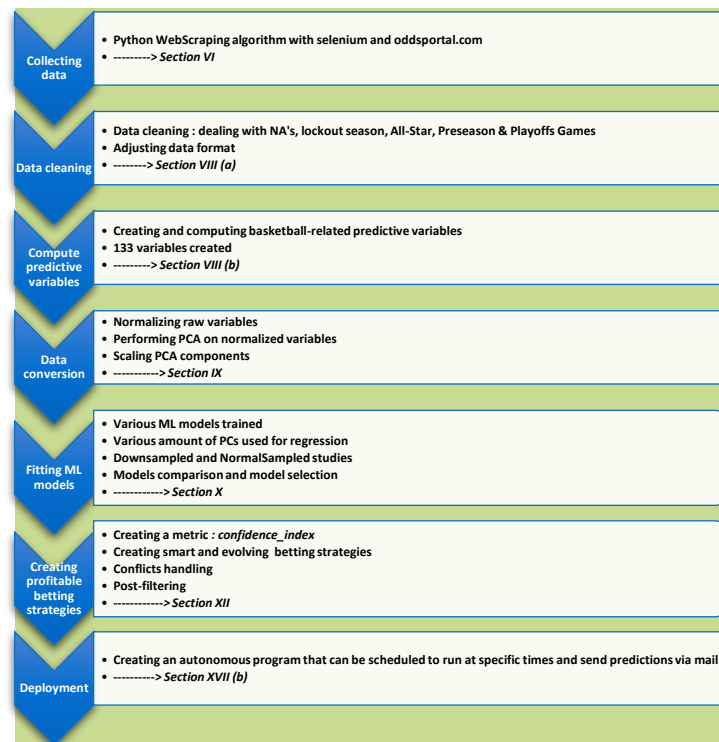 Collecting
data
• Python WebScraping algorithm with selenium and oddsportal.com
• ---------> Section VI
Data cleaning
• Data cleaning : dealing with NA's, lockout season, All-Star, Preseason & Playoffs Games
• Adjusting data format
• --------> Section VIII (a)
Compute
predictive
variables
• Creating and computing basketball-related predictive variables
• 133 variables created
• ---------> Section VIII (b)
Data
conversion
• Normalizing raw variables
• Performing PCA on normalized variables
• Scaling PCA components
• -----------> Section IX
Fitting ML
models
• Various ML models trained
• Various amount of PCs used for regression
• Downsampled and NormalSampled studies
• Models comparison and model selection
• ------------> Section X
Creating
profitable
betting
strategies
• Creating a metric : confidence_index
• Creating smart and evolving betting strategies
• Conflicts handling
• Post-filtering
• ------------> Section XII
Deployment
• Creating an autonomous program that can be scheduled to run at specific times and send predictions via mail
• ----------> Section XVII (b)